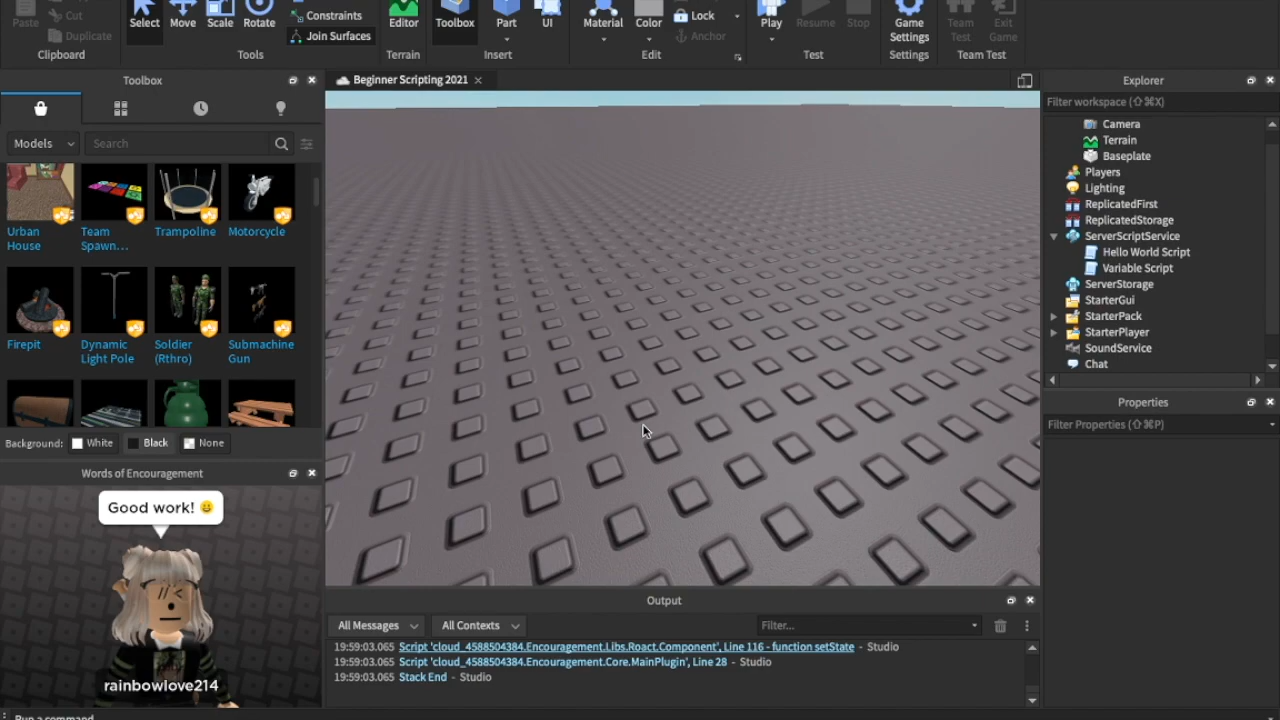 Paste
Cut
Duplicate
Clipboard
Select
Move
Scale
Rotate
Constraints
Join Surfaces
Tools
Editor
Terrain
Toolbox
Part
UI
Insert
Material
Color
Lock
Anchor
Edit
Play
Resume
Stop
Test
Game
Settings
Settings
Team
Test
Exit
Game
Team Test
Toolbox
Models
Search
Urban
House
Team
Spawn...
Trampoline
Motorcycle
Firepit
Dynamic
Light Pole
Soldier
(Rthro)
Submachine
Gun
Background:
White
Black
None
Words of Encouragement
Good work! 😀
rainbowlove214
Beginner Scripting 2021
Output
All Messages
All Contexts
Filter...
19:59:03.065 Script 'cloud_4588504384.Encouragement.Libs.Roact.Component', Line 116 - function setState - Studio
19:59:03.065 Script 'cloud_4588504384.Encouragement.Core.MainPlugin', Line 28 - Studio
19:59:03.065 Stack End - Studio
Explorer
Filter workspace (⇧⌘X)
Camera
Terrain
Baseplate
Players
Lighting
ReplicatedFirst
ReplicatedStorage
ServerScriptService
Hello World Script
Variable Script
ServerStorage
StarterGui
StarterPack
StarterPlayer
SoundService
Chat
Properties
Filter Properties (⇧⌘P)
Run a command